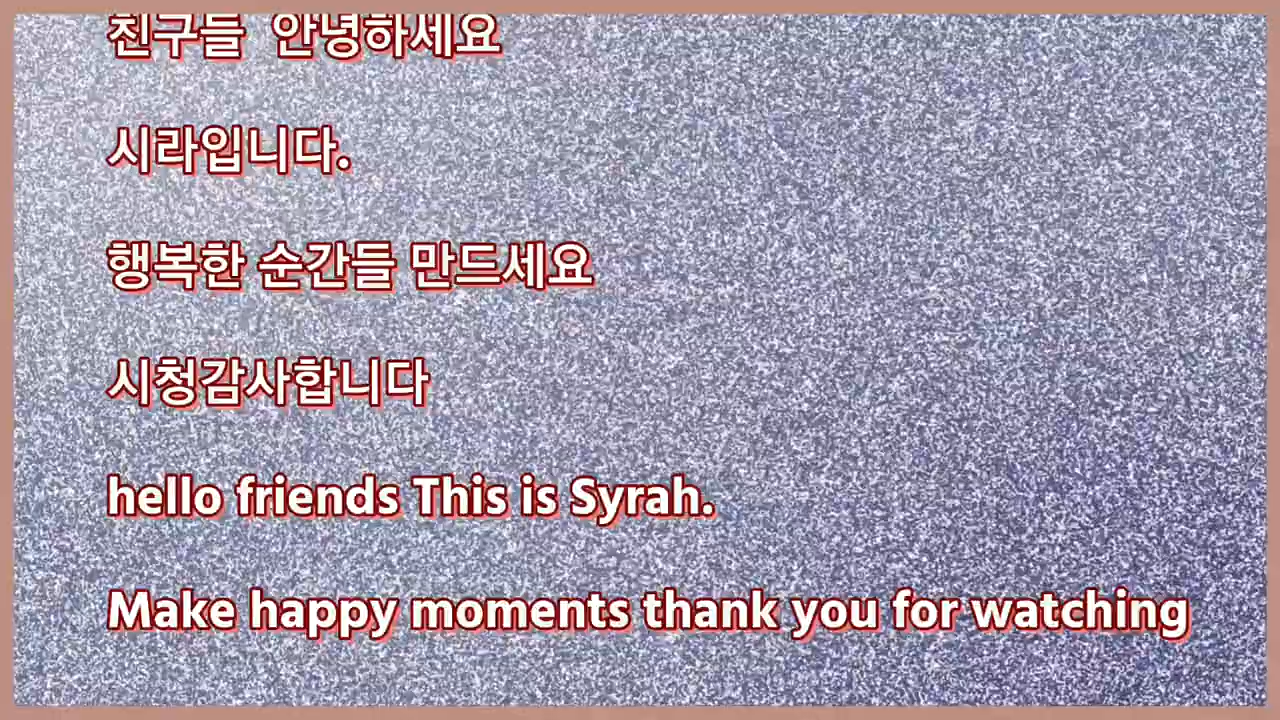 친구들 안녕하세요
시라입니다.
행복한 순간들 만드세요
시청감사합니다
hello friends This is Syrah.
Make happy moments thank you for watching